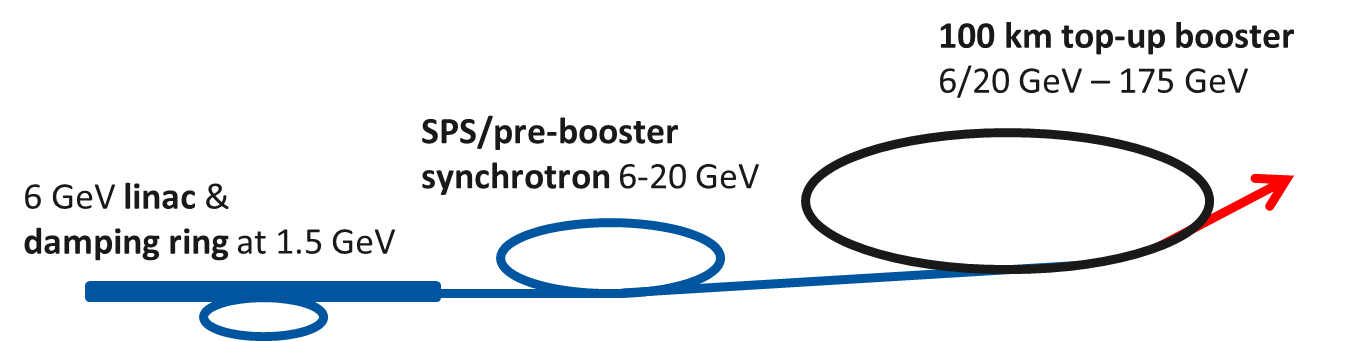 6 GeV linac &
damping ring at 1.5 GeV
SPS/pre-booster
synchrotron 6-20 GeV
100 km top-up booster
6/20 GeV – 175 GeV